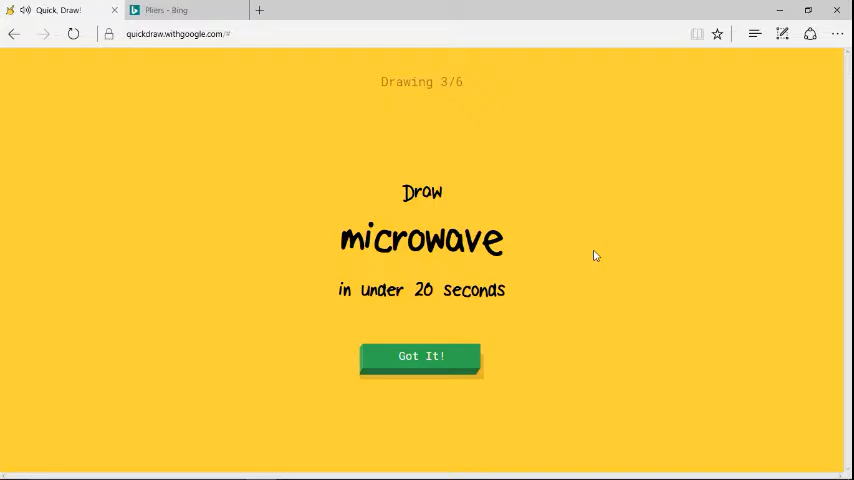 Quick, Draw!
Pliers - Bing
quickdraw.withgoogle.com/#
Drawing 3/6
Draw
microwave
in under 20 seconds
Got It!